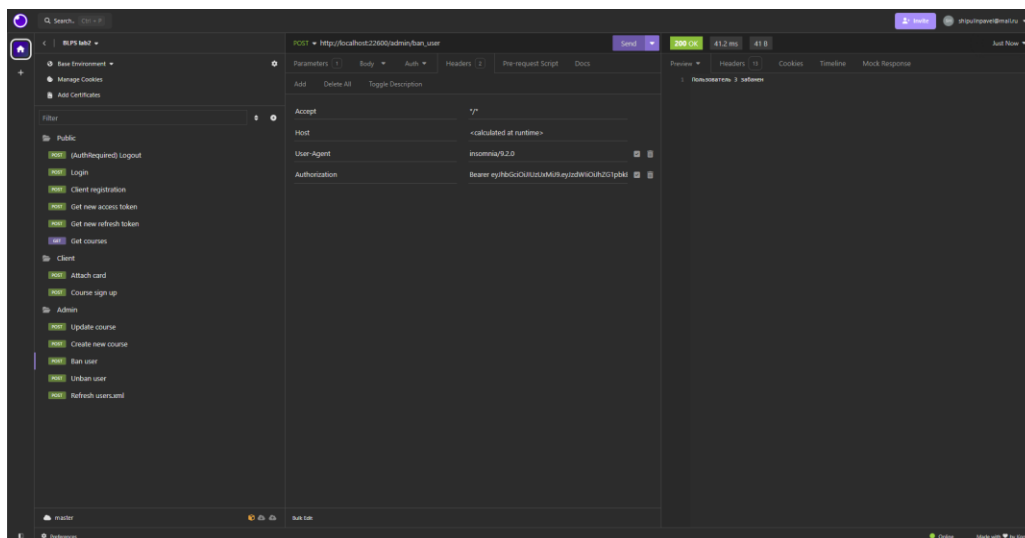 Search.. Ctrl + P
Invite
shipulinpavel@mail.ru
BLPS lab2
POST http://localhost:22600/admin/ban_user
Send
200 OK 41.2 ms 41 B
Just Now
Base Environment
Parameters 1 Body Auth Headers 2 Pre-request Script Docs
Preview Headers 10 Cookies Timeline Mock Response
Manage Cookies
Add Delete All Toggle Description
1 Пользователь 3 забанен
Add Certificates
Filter
Accept */*
Host <calculated at runtime>
User-Agent insomnia/9.2.0
Authorization
Public
POST (AuthRequired) Logout
POST Login
POST Client registration
POST Get new access token
POST Get new refresh token
GET Get courses
Client
POST Attach card
POST Course sign up
Admin
POST Update course
POST Create new course
POST Ban user
POST Unban user
POST Refresh users.xml
master
Bulk Edit
Preferences
Online
Made with